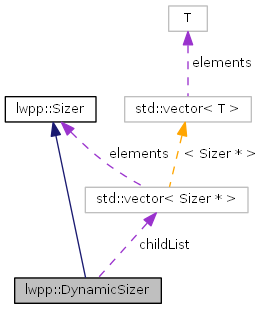 T
elements
lwpp::Sizer
std::vector< T >
elements
< Sizer * >
std::vector< Sizer * >
childList
lwpp::DynamicSizer